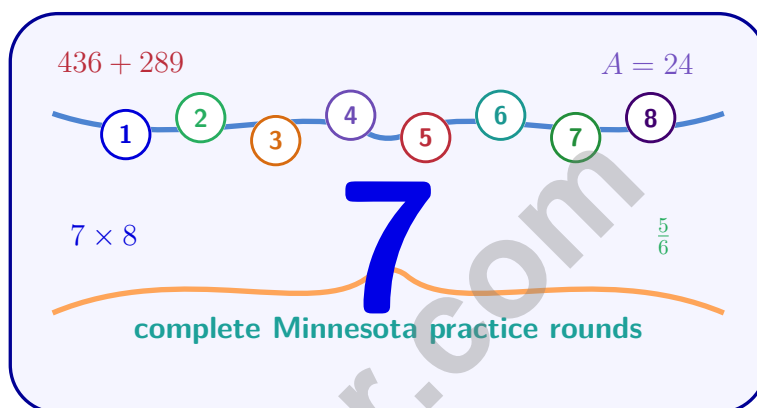 436 + 289
A = 24
1 2 3 4 5 6 7 8
7
7 × 8
5/6
complete Minnesota practice rounds
r.com